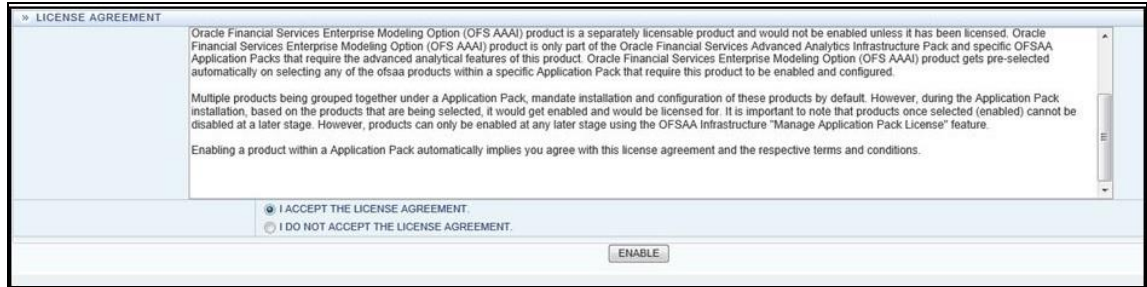 » LICENSE AGREEMENT
Oracle Financial Services Enterprise Modeling Option (OFS AAAI) product is a separately licensable product and would not be enabled unless it has been licensed. Oracle
Financial Services Enterprise Modeling Option (OFS AAAI) product is only part of the Oracle Financial Services Advanced Analytics Infrastructure Pack and specific OFSAA
Application Packs that require the advanced analytical features of this product. Oracle Financial Services Enterprise Modeling Option (OFS AAAI) product gets pre-selected
automatically on selecting any of the ofsaa products within a specific Application Pack that require this product to be enabled and configured.
Multiple products being grouped together under a Application Pack, mandate installation and configuration of these products by default. However, during the Application Pack
installation, based on the products that are being selected, it would get enabled and would be licensed for. It is important to note that products once selected (enabled) cannot be
disabled at a later stage. However, products can only be enabled at any later stage using the OFSAA Infrastructure "Manage Application Pack License" feature.
Enabling a product within a Application Pack automatically implies you agree with this license agreement and the respective terms and conditions.
I ACCEPT THE LICENSE AGREEMENT.
I DO NOT ACCEPT THE LICENSE AGREEMENT.
ENABLE